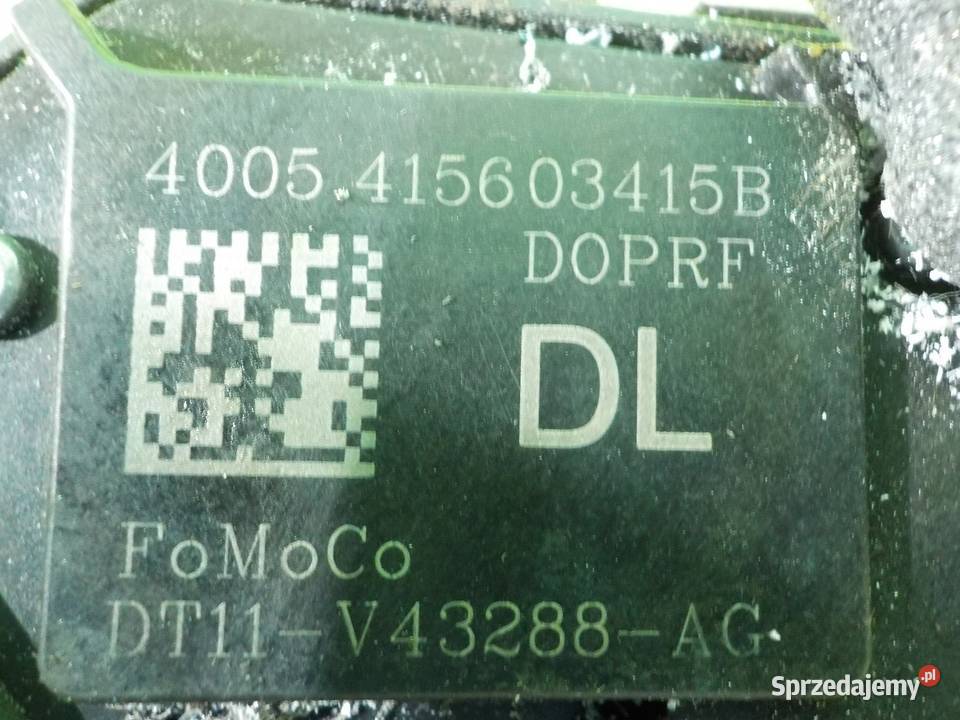 4005.415603415B
DOPRF
DL
FoMoCo
DT11-V43288-AG
Sprzedajemy.pl